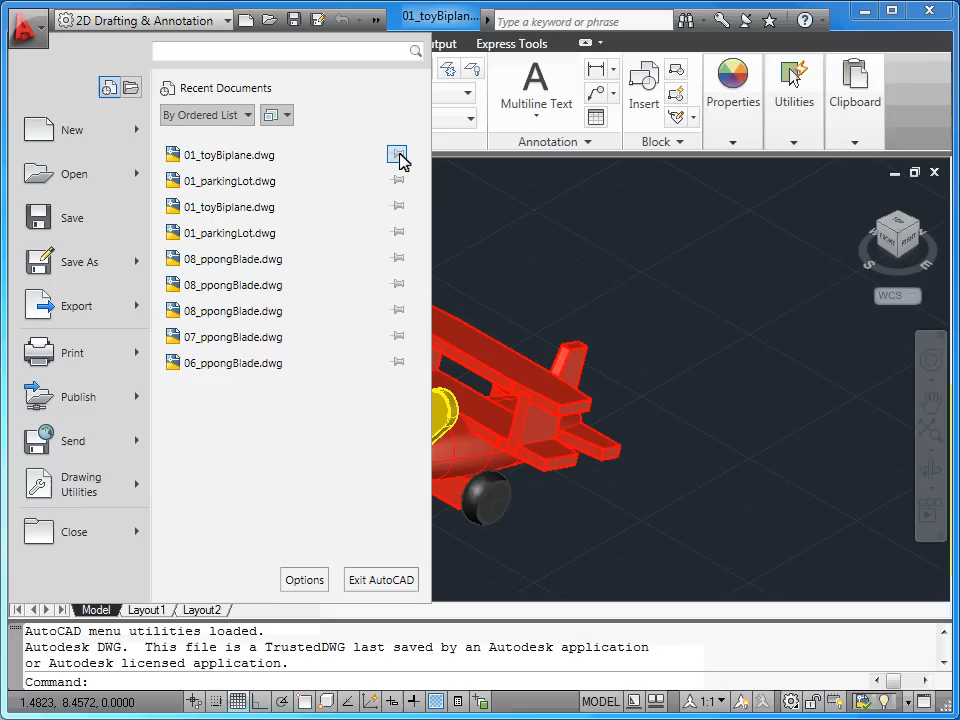 2D Drafting & Annotation
01_toyBiplan...
Type a keyword or phrase
Express Tools
Recent Documents
By Ordered List
New
Open
Save
Save As
Export
Print
Publish
Send
Drawing
Utilities
Close
01_toyBiplane.dwg
01_parkingLot.dwg
01_toyBiplane.dwg
01_parkingLot.dwg
08_ppongBlade.dwg
08_ppongBlade.dwg
08_ppongBlade.dwg
07_ppongBlade.dwg
06_ppongBlade.dwg
Options
Exit AutoCAD
A
Multiline Text
Insert
Properties
Utilities
Clipboard
Annotation
Block
TOP
FRONT
RIGHT
W
S
E
WCS
Model
Layout1
Layout2
AutoCAD menu utilities loaded.
Autodesk DWG. This file is a TrustedDWG last saved by an Autodesk application
or Autodesk licensed application.
Command:
1.4823, 8.4572, 0.0000
MODEL
1:1